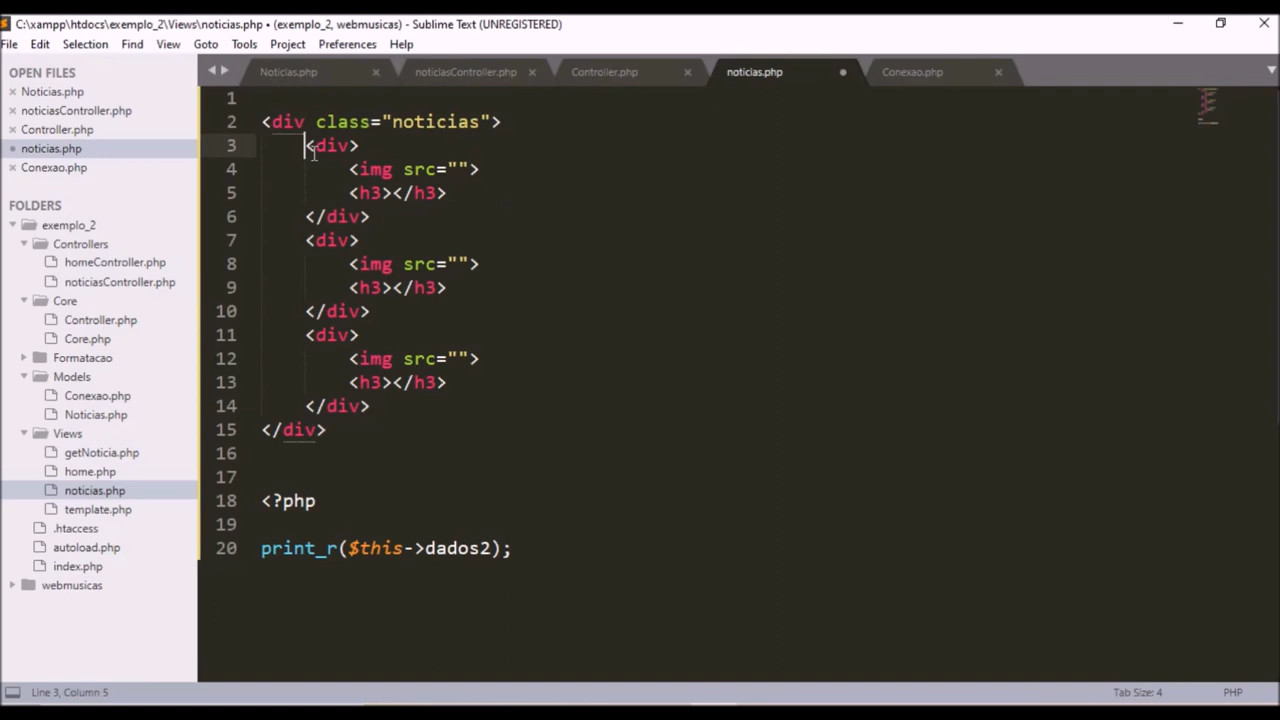 C:\xampp\htdocs\exemplo_2\Views\noticias.php • (exemplo_2, webmusicas) - Sublime Text (UNREGISTERED)
File Edit Selection Find View Goto Tools Project Preferences Help
OPEN FILES
Noticias.php
noticiasController.php
Controller.php
noticias.php
Conexao.php
FOLDERS
exemplo_2
Controllers
homeController.php
noticiasController.php
Core
Controller.php
Core.php
Formatacao
Models
Conexao.php
Noticias.php
Views
getNoticia.php
home.php
noticias.php
template.php
.htaccess
autoload.php
index.php
webmusicas
Noticias.php noticiasController.php Controller.php noticias.php Conexao.php
1
2 <div class="noticias">
3 <div>
4 <img src="">
5 <h3></h3>
6 </div>
7 <div>
8 <img src="">
9 <h3></h3>
10 </div>
11 <div>
12 <img src="">
13 <h3></h3>
14 </div>
15 </div>
16
17
18 <?php
19
20 print_r($this->dados2);
Line 3, Column 5 Tab Size: 4 PHP